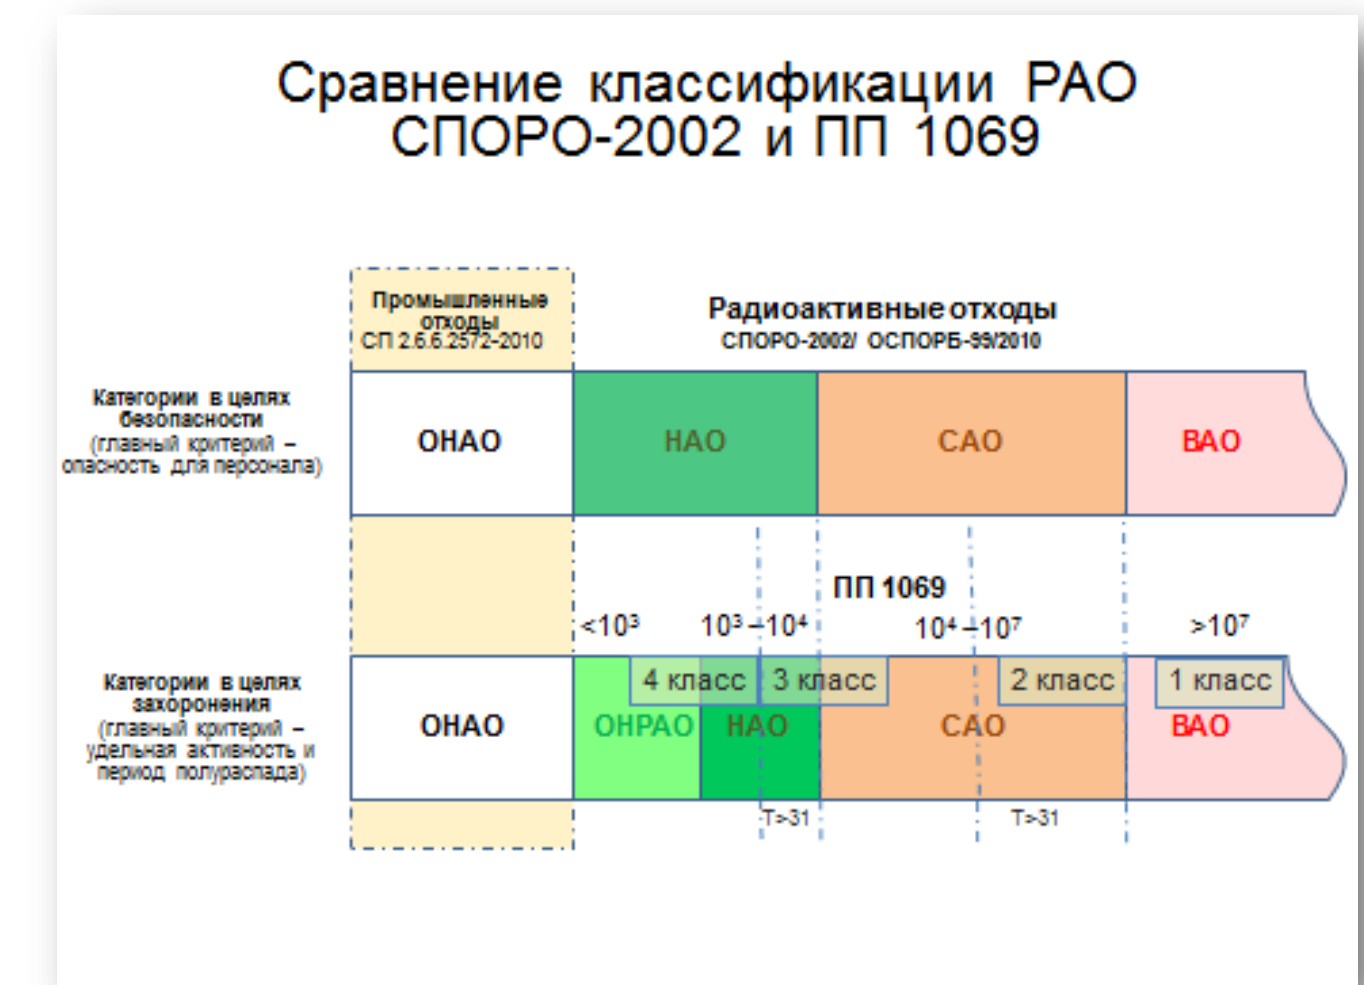 Сравнение классификации РАО
СПОРО-2002 и ПП 1069
Промышленные
отходы
СП 2.6.6.2572-2010
Радиоактивные отходы
СПОРО-2002/ ОСПОРБ-99/2010
Категории в целях
безопасности
(главный критерий –
опасность для персонала)
ОНАО
НАО
САО
ВАО
ПП 1069
<10³
10³ –10⁴
10⁴ –10⁷
>10⁷
Категории в целях
захоронения
(главный критерий –
удельная активность и
период полураспада)
4 класс
3 класс
2 класс
1 класс
ОНАО
ОНРАО
НАО
САО
ВАО
Т>31
Т>31